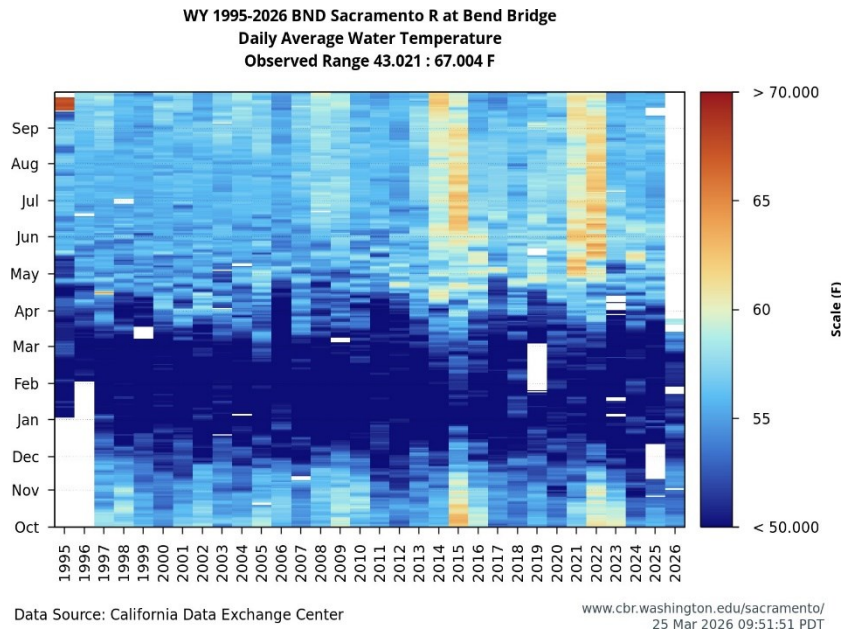 WY 1995-2026 BND Sacramento R at Bend Bridge
Daily Average Water Temperature
Observed Range 43.021 : 67.004 F
> 70.000
Sep
Aug
65
Jul
Jun
May
60
Apr
Mar
Feb
55
Jan
Dec
Nov
Oct
< 50.000
Scale (F)
1995 1996 1997 1998 1999 2000 2001 2002 2003 2004 2005 2006 2007 2008 2009 2010 2011 2012 2013 2014 2015 2016 2017 2018 2019 2020 2021 2022 2023 2024 2025 2026
Data Source: California Data Exchange Center
www.cbr.washington.edu/sacramento/
25 Mar 2026 09:51:51 PDT